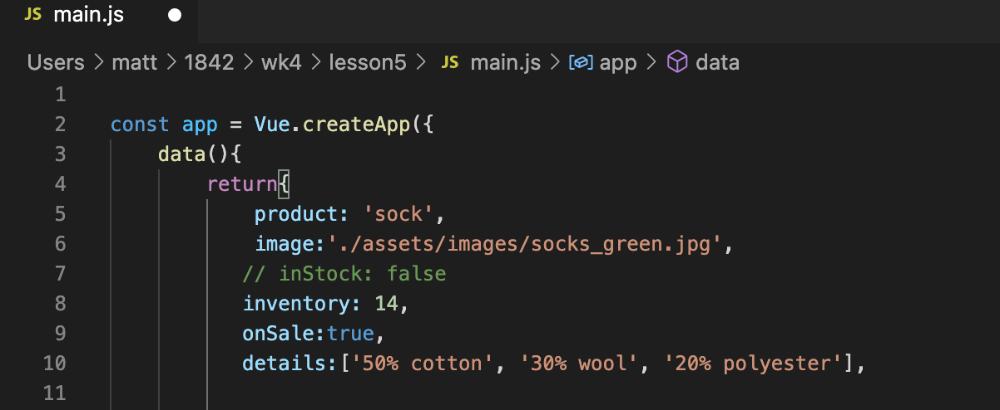 JS main.js
Users > matt > 1842 > wk4 > lesson5 > JS main.js > app > data
1
2 const app = Vue.createApp({
3 data(){
4 return{
5 product: 'sock',
6 image:'./assets/images/socks_green.jpg',
7 // inStock: false
8 inventory: 14,
9 onSale:true,
10 details:['50% cotton', '30% wool', '20% polyester'],
11